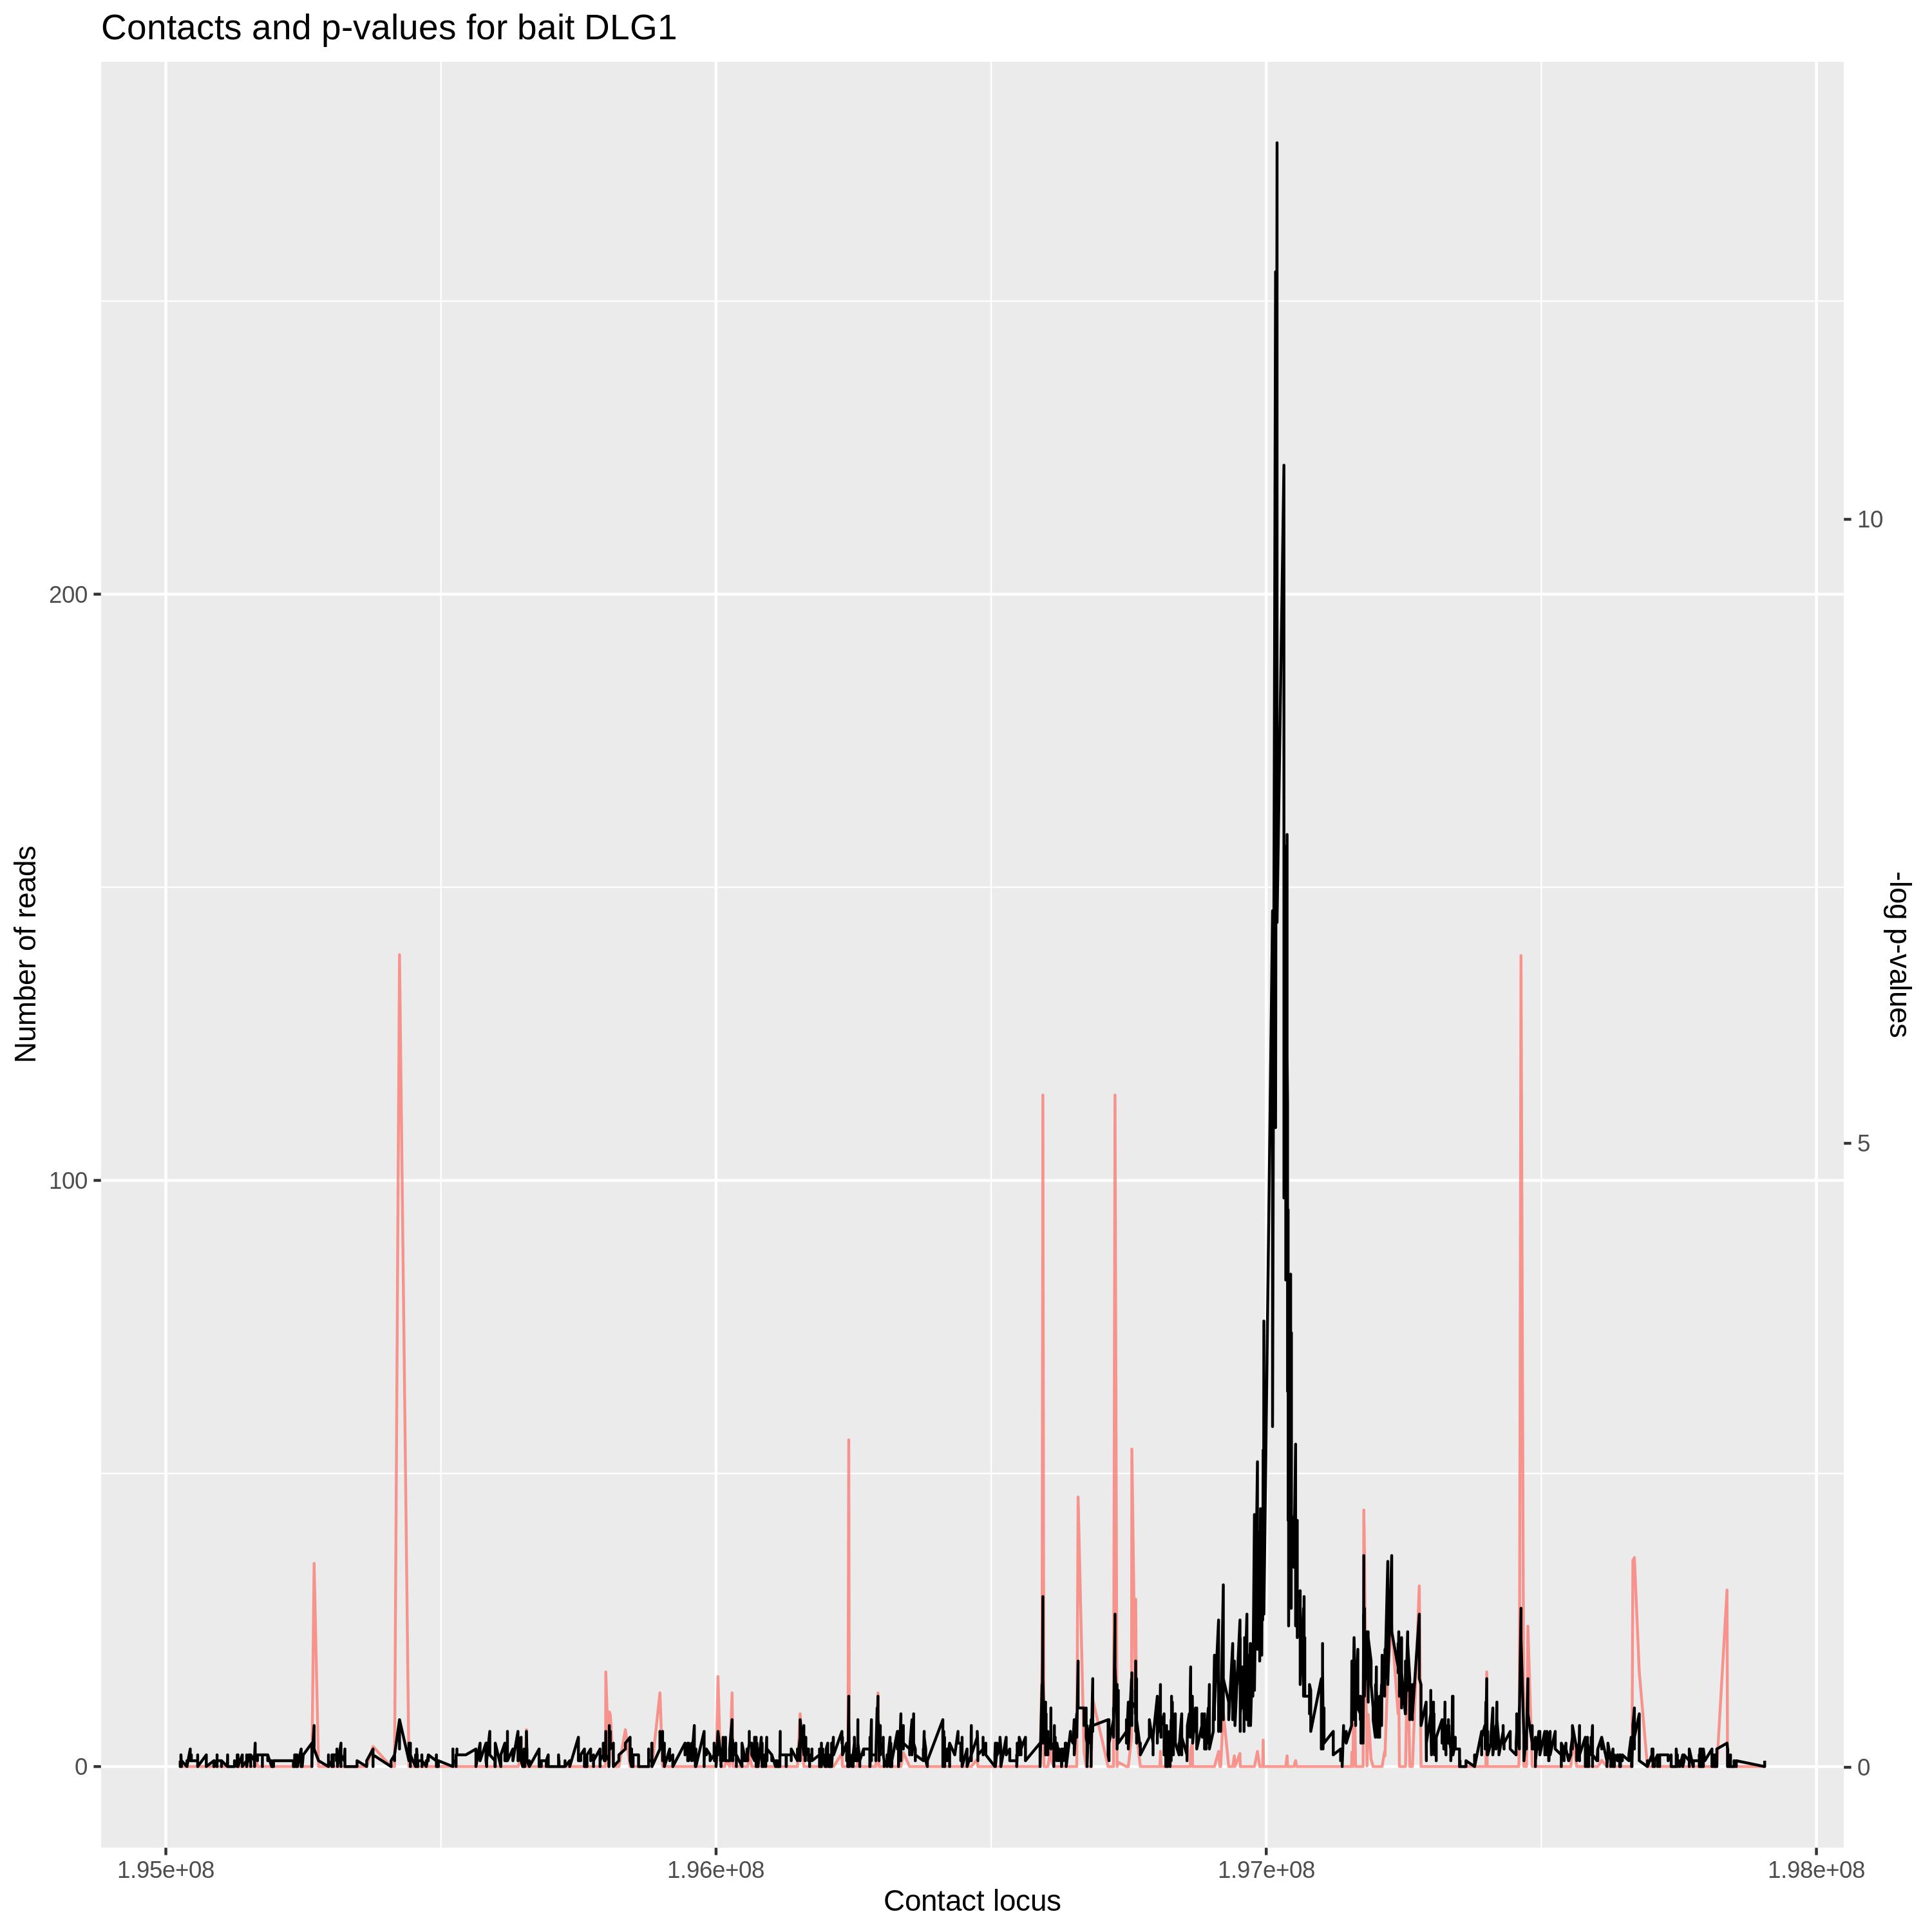 Contacts and p-values for bait DLG1
Number of reads
200
100
0
10
5
0
-log p-values
1.95e+08
1.96e+08
1.97e+08
1.98e+08
Contact locus